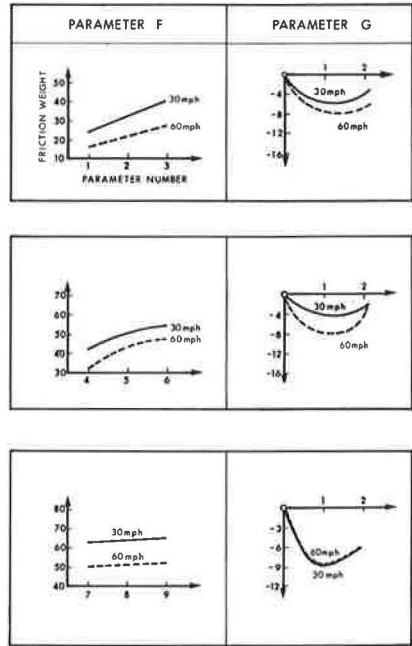 PARAMETER F
PARAMETER G
FRICTION WEIGHT
50
40
30
20
10
30mph
60mph
1 2 3
PARAMETER NUMBER
1 2
-4
-8
-12
-16
30mph
60mph
70
60
50
40
30
30mph
60mph
4 5 6
1 2
-4
-8
-12
-16
30mph
60mph
80
70
60
50
40
30mph
60mph
7 8 9
1 2
-3
-6
-9
-12
60mph
30mph